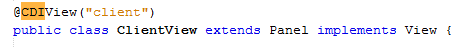 @CDIView("client")
public class ClientView extends Panel implements View {